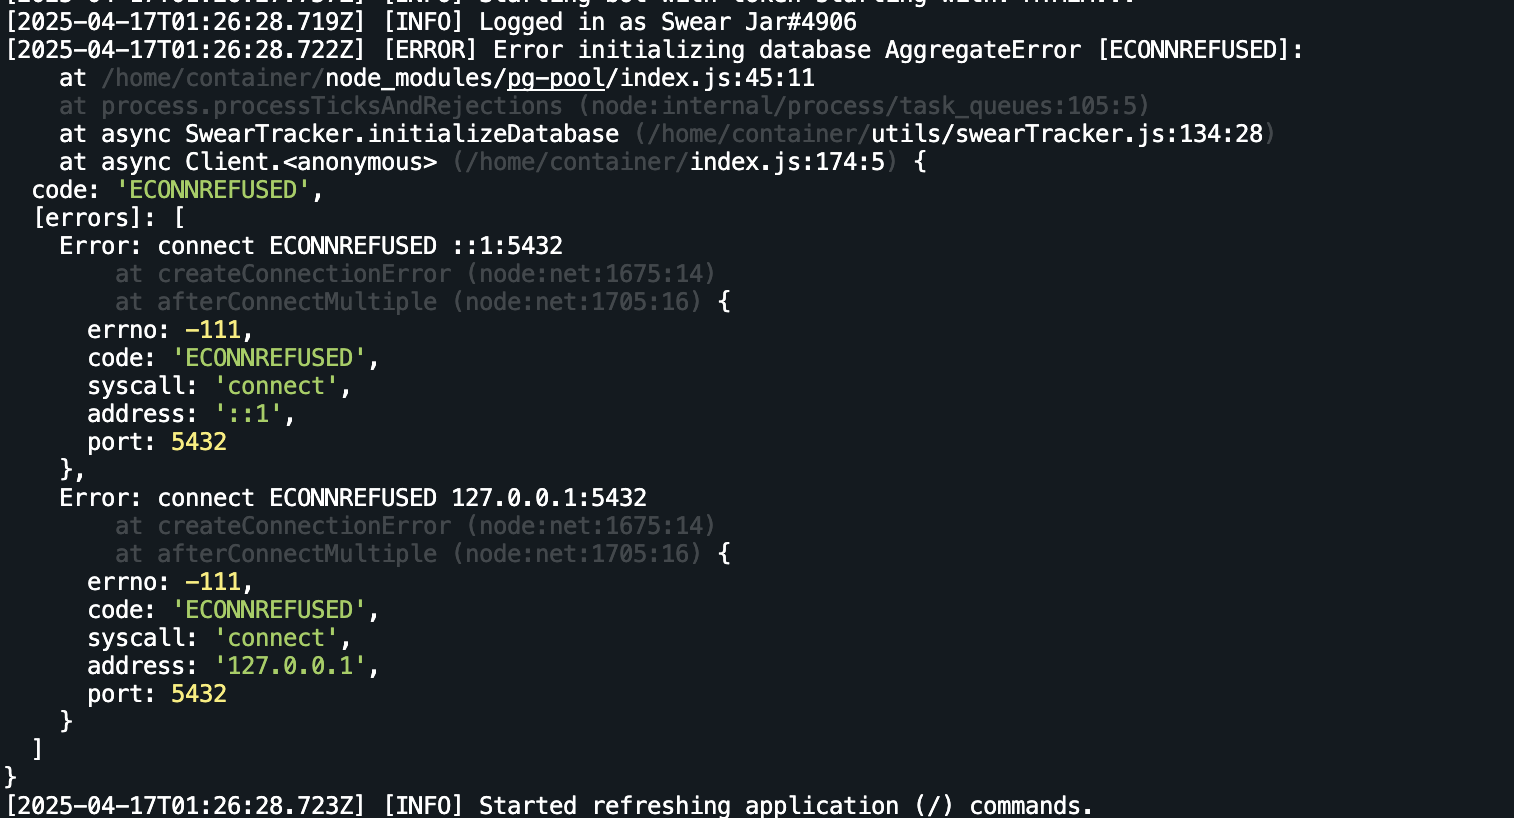 [2025-04-17T01:26:28.719Z] [INFO] Logged in as Swear Jar#4906
[2025-04-17T01:26:28.722Z] [ERROR] Error initializing database AggregateError [ECONNREFUSED]:
    at /home/container/node_modules/pg-pool/index.js:45:11
    at process.processTicksAndRejections (node:internal/process/task_queues:105:5)
    at async SwearTracker.initializeDatabase (/home/container/utils/swearTracker.js:134:28)
    at async Client.<anonymous> (/home/container/index.js:174:5) {
  code: 'ECONNREFUSED',
  [errors]: [
    Error: connect ECONNREFUSED ::1:5432
        at createConnectionError (node:net:1675:14)
        at afterConnectMultiple (node:net:1705:16) {
      errno: -111,
      code: 'ECONNREFUSED',
      syscall: 'connect',
      address: '::1',
      port: 5432
    },
    Error: connect ECONNREFUSED 127.0.0.1:5432
        at createConnectionError (node:net:1675:14)
        at afterConnectMultiple (node:net:1705:16) {
      errno: -111,
      code: 'ECONNREFUSED',
      syscall: 'connect',
      address: '127.0.0.1',
      port: 5432
    }
  ]
}
[2025-04-17T01:26:28.723Z] [INFO] Started refreshing application (/) commands.